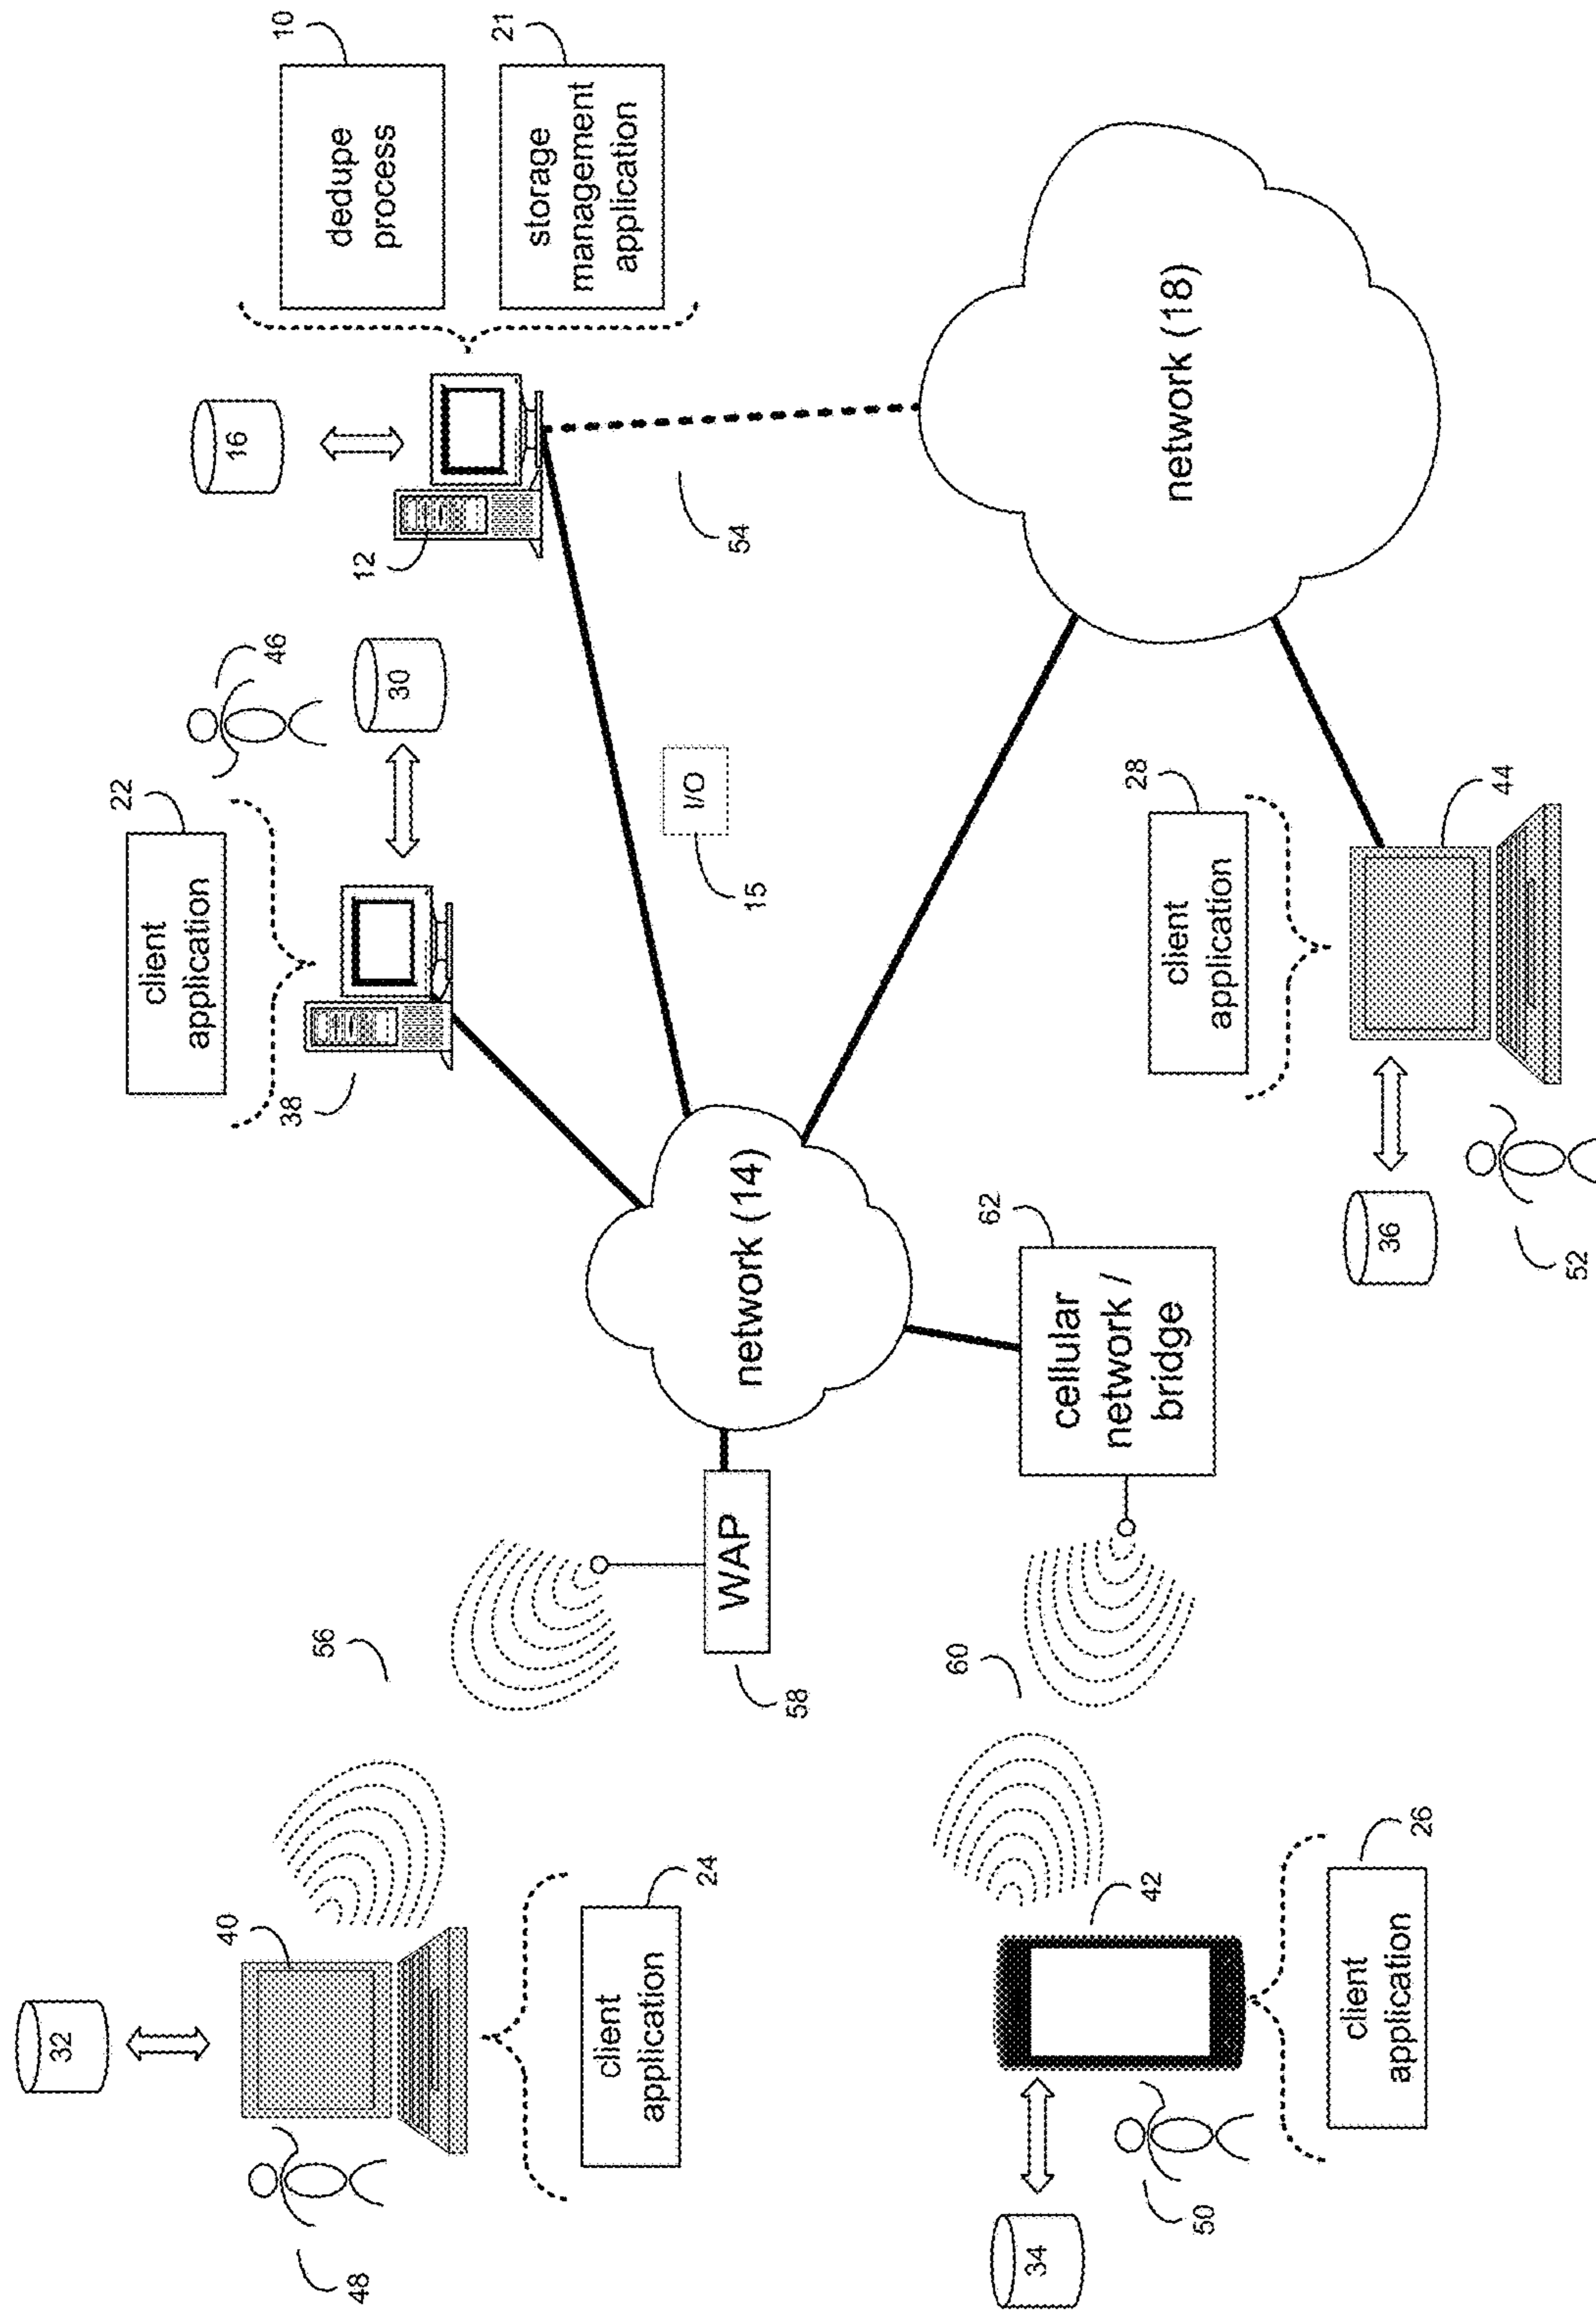 32
22
client
application
46
40
16
10
dedupe
process
38
56
48
12
30
21
storage
management
application
client
application
24
I/O
15
54
WAP
network (14)
58
60
62
34
cellular
network /
bridge
28
42
client
application
network (18)
50
client
application
36
26
44
52